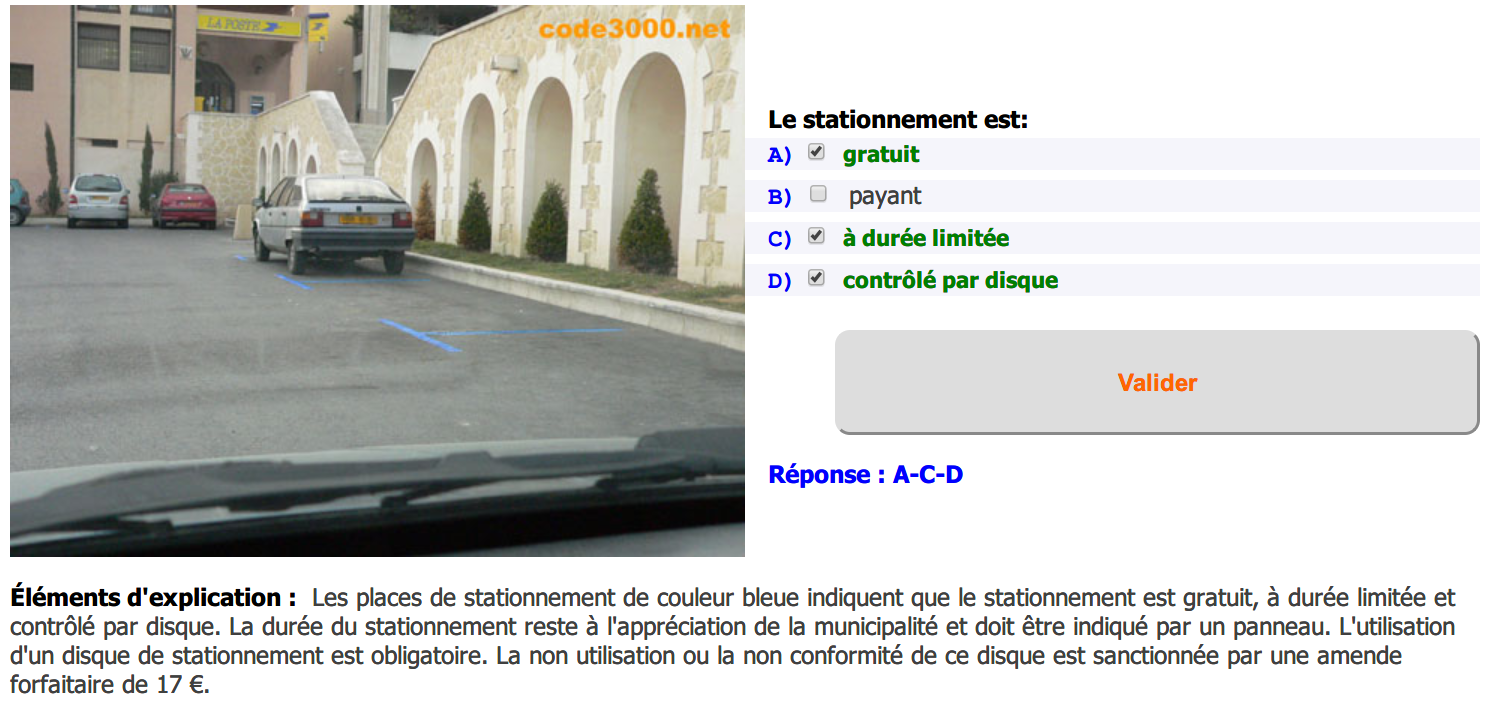 LA POSTE
code3000.net
Le stationnement est:
A) gratuit
B) payant
C) à durée limitée
D) contrôlé par disque
Valider
Réponse : A-C-D
Éléments d'explication : Les places de stationnement de couleur bleue indiquent que le stationnement est gratuit, à durée limitée et
contrôlé par disque. La durée du stationnement reste à l'appréciation de la municipalité et doit être indiqué par un panneau. L'utilisation
d'un disque de stationnement est obligatoire. La non utilisation ou la non conformité de ce disque est sanctionnée par une amende
forfaitaire de 17 €.